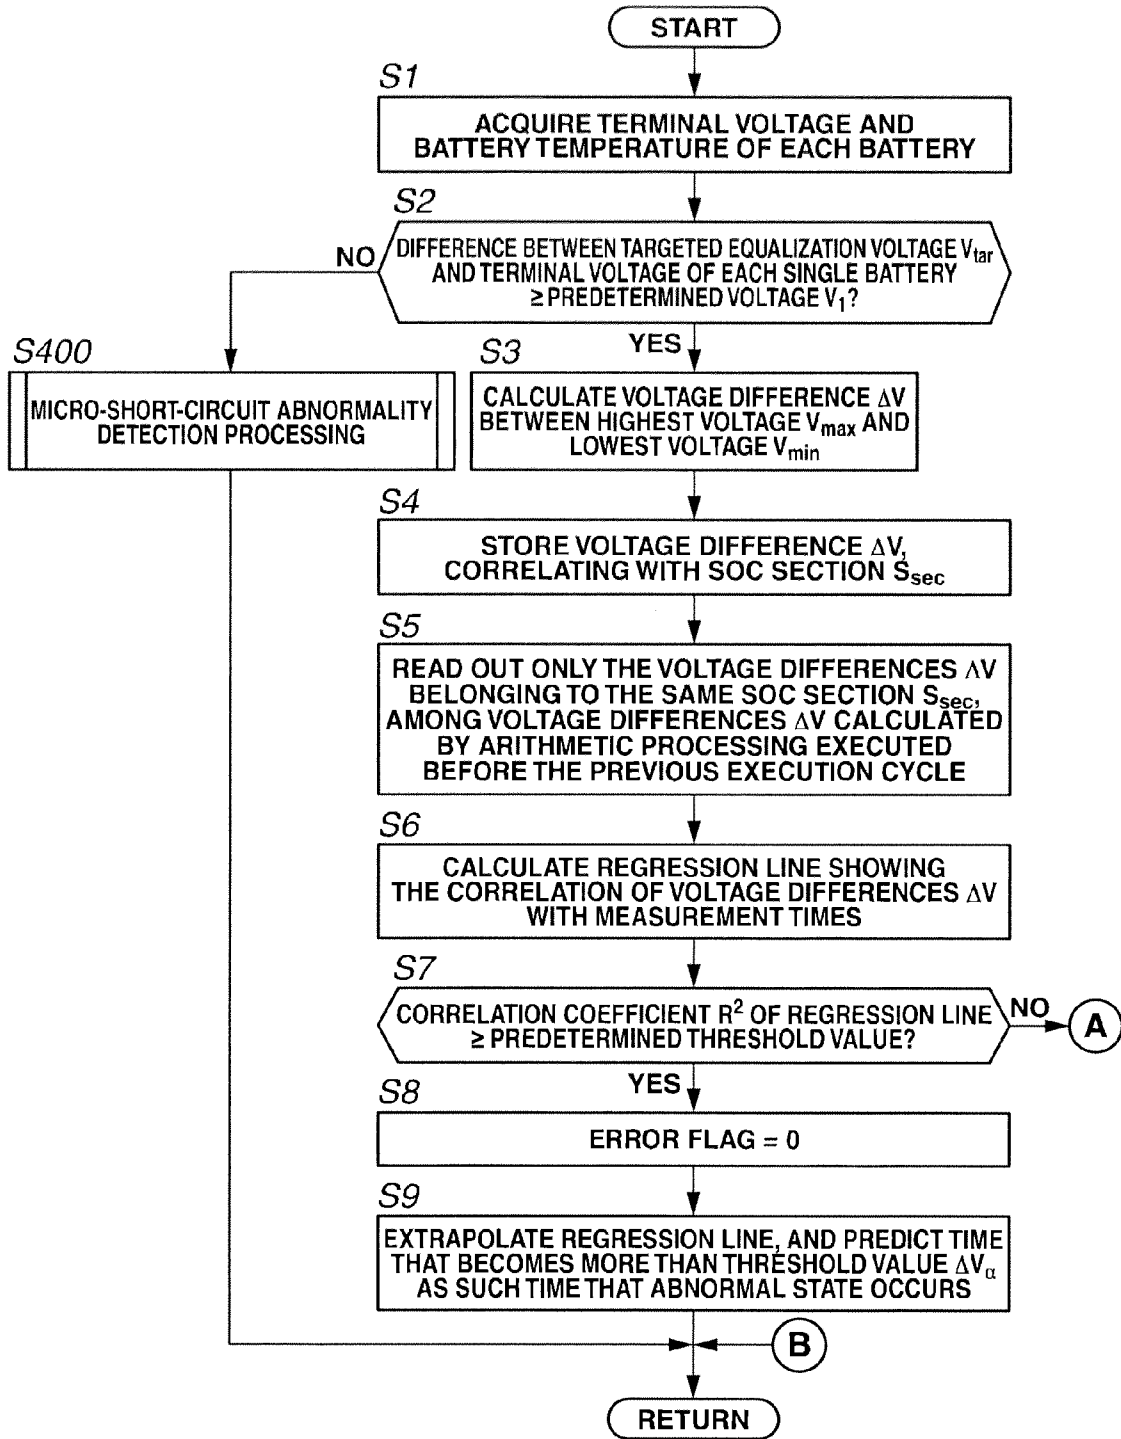 START
S1
ACQUIRE TERMINAL VOLTAGE AND
BATTERY TEMPERATURE OF EACH BATTERY
S2
DIFFERENCE BETWEEN TARGETED EQUALIZATION VOLTAGE Vtar
AND TERMINAL VOLTAGE OF EACH SINGLE BATTERY
≥ PREDETERMINED VOLTAGE V1?
NO
YES
S400
MICRO-SHORT-CIRCUIT ABNORMALITY
DETECTION PROCESSING
S3
CALCULATE VOLTAGE DIFFERENCE ΔV
BETWEEN HIGHEST VOLTAGE Vmax AND
LOWEST VOLTAGE Vmin
S4
STORE VOLTAGE DIFFERENCE ΔV,
CORRELATING WITH SOC SECTION Ssec
S5
READ OUT ONLY THE VOLTAGE DIFFERENCES ΔV
BELONGING TO THE SAME SOC SECTION Ssec,
AMONG VOLTAGE DIFFERENCES ΔV CALCULATED
BY ARITHMETIC PROCESSING EXECUTED
BEFORE THE PREVIOUS EXECUTION CYCLE
S6
CALCULATE REGRESSION LINE SHOWING
THE CORRELATION OF VOLTAGE DIFFERENCES ΔV
WITH MEASUREMENT TIMES
S7
CORRELATION COEFFICIENT R² OF REGRESSION LINE
≥ PREDETERMINED THRESHOLD VALUE?
NO
A
YES
S8
ERROR FLAG = 0
S9
EXTRAPOLATE REGRESSION LINE, AND PREDICT TIME
THAT BECOMES MORE THAN THRESHOLD VALUE ΔVα
AS SUCH TIME THAT ABNORMAL STATE OCCURS
B
RETURN